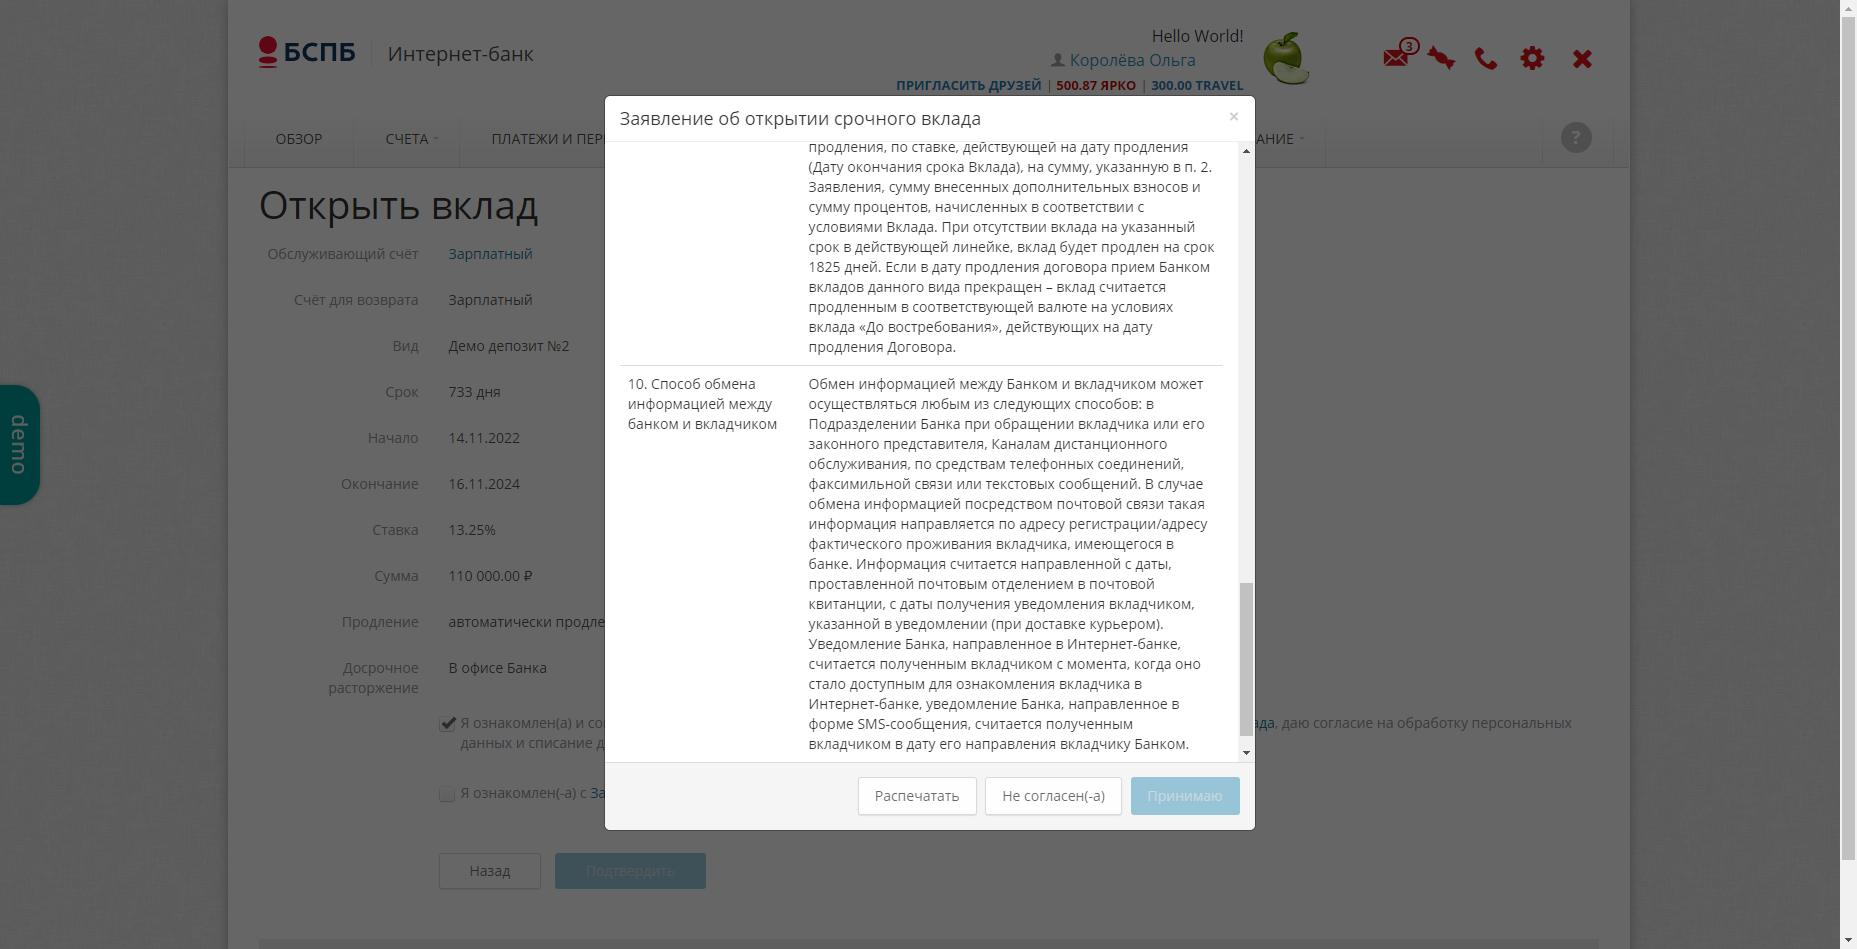 БСПБ
Интернет-банк
Hello World!
Королёва Ольга
ПРИГЛАСИТЬ ДРУЗЕЙ | 500.87 ЯРКО | 300.00 TRAVEL
3
ОБЗОР
СЧЕТА
ПЛАТЕЖИ И ПЕРЕ
АНИЕ
?
demo
Открыть вклад
Обслуживающий счёт
Зарплатный
Счёт для возврата
Зарплатный
Вид
Демо депозит №2
Срок
733 дня
Начало
14.11.2022
Окончание
16.11.2024
Ставка
13.25%
Сумма
110 000.00 ₽
Продление
автоматически продле
Досрочное
расторжение
В офисе Банка
Я ознакомлен(а) и со
да, даю согласие на обработку персональных
данных и списание д
Я ознакомлен(-а) с За
Назад
Подтвердить
Заявление об открытии срочного вклада
×
продления, по ставке, действующей на дату продления
(Дату окончания срока Вклада), на сумму, указанную в п. 2.
Заявления, сумму внесенных дополнительных взносов и
сумму процентов, начисленных в соответствии с
условиями Вклада. При отсутствии вклада на указанный
срок в действующей линейке, вклад будет продлен на срок
1825 дней. Если в дату продления договора прием Банком
вкладов данного вида прекращен – вклад считается
продленным в соответствующей валюте на условиях
вклада «До востребования», действующих на дату
продления Договора.
10. Способ обмена
информацией между
банком и вкладчиком
Обмен информацией между Банком и вкладчиком может
осуществляться любым из следующих способов: в
Подразделении Банка при обращении вкладчика или его
законного представителя, Каналам дистанционного
обслуживания, по средствам телефонных соединений,
факсимильной связи или текстовых сообщений. В случае
обмена информацией посредством почтовой связи такая
информация направляется по адресу регистрации/адресу
фактического проживания вкладчика, имеющегося в
банке. Информация считается направленной с даты,
проставленной почтовым отделением в почтовой
квитанции, с даты получения уведомления вкладчиком,
указанной в уведомлении (при доставке курьером).
Уведомление Банка, направленное в Интернет-банке,
считается полученным вкладчиком с момента, когда оно
стало доступным для ознакомления вкладчика в
Интернет-банке, уведомление Банка, направленное в
форме SMS-сообщения, считается полученным
вкладчиком в дату его направления вкладчику Банком.
Распечатать
Не согласен(-а)
Принимаю